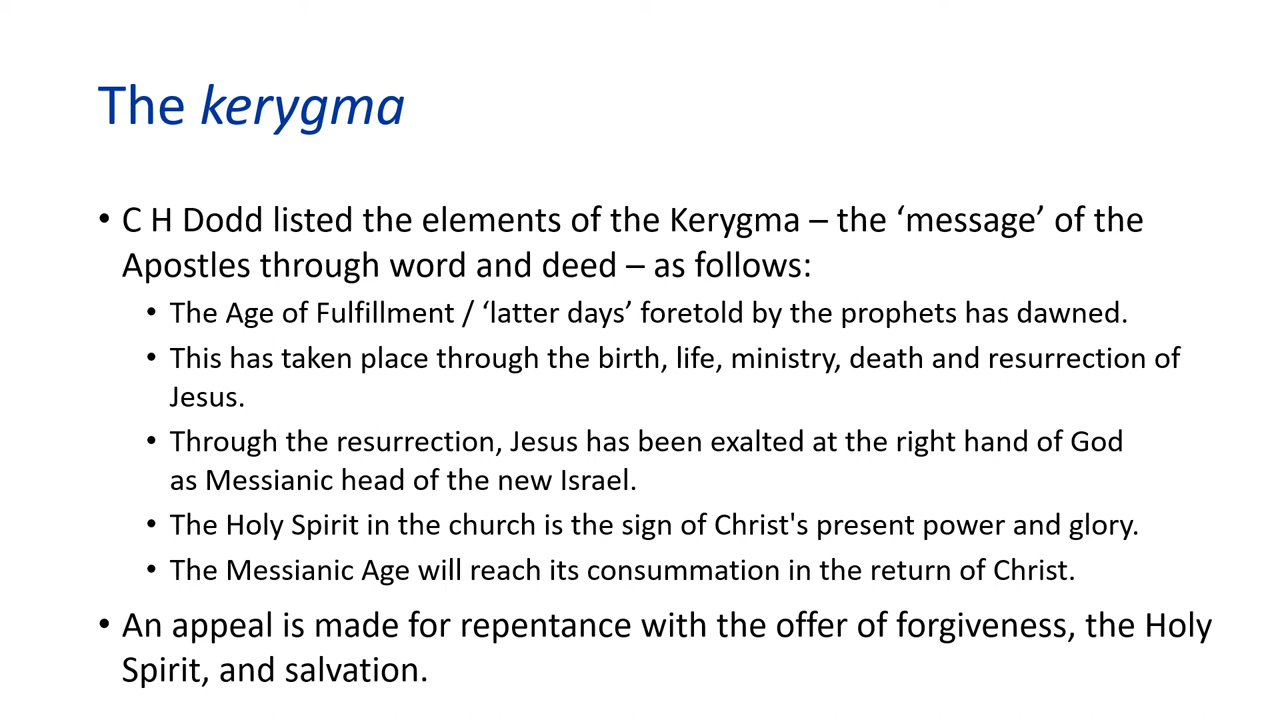 The kerygma
• C H Dodd listed the elements of the Kerygma – the ‘message’ of the
Apostles through word and deed – as follows:
• The Age of Fulfillment / ‘latter days’ foretold by the prophets has dawned.
• This has taken place through the birth, life, ministry, death and resurrection of
Jesus.
• Through the resurrection, Jesus has been exalted at the right hand of God
as Messianic head of the new Israel.
• The Holy Spirit in the church is the sign of Christ's present power and glory.
• The Messianic Age will reach its consummation in the return of Christ.
• An appeal is made for repentance with the offer of forgiveness, the Holy
Spirit, and salvation.